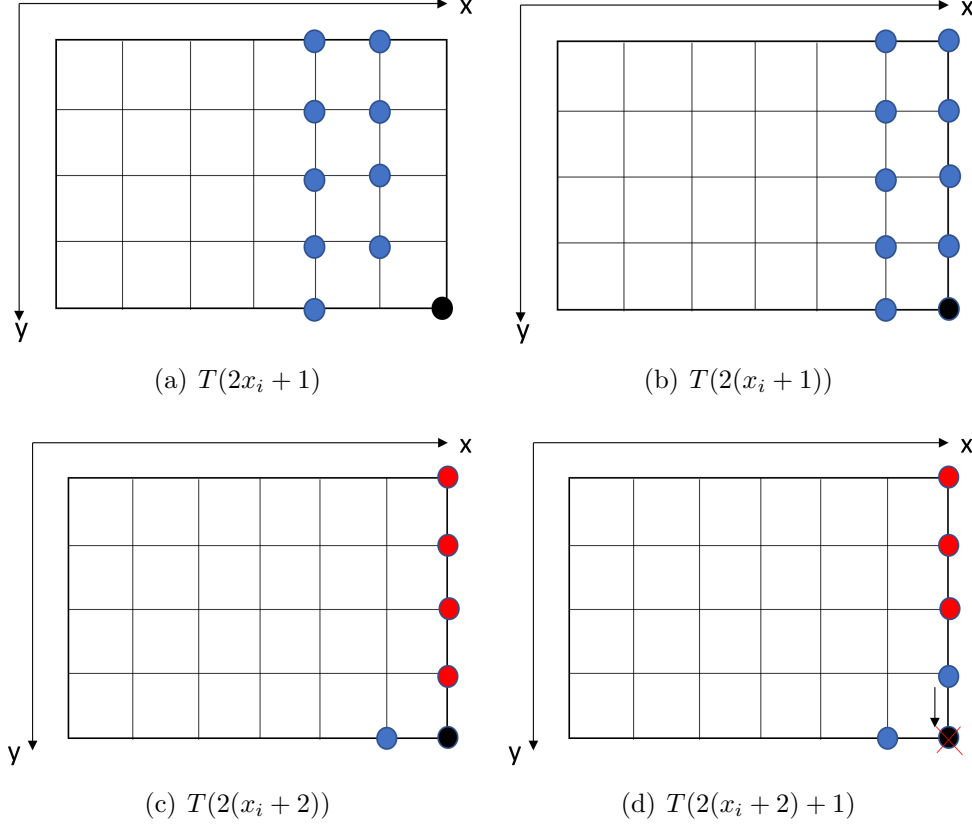 x
x
y
y
(a) T(2x_i + 1)
(b) T(2(x_i + 1))
x
x
y
y
(c) T(2(x_i + 2))
(d) T(2(x_i + 2) + 1)